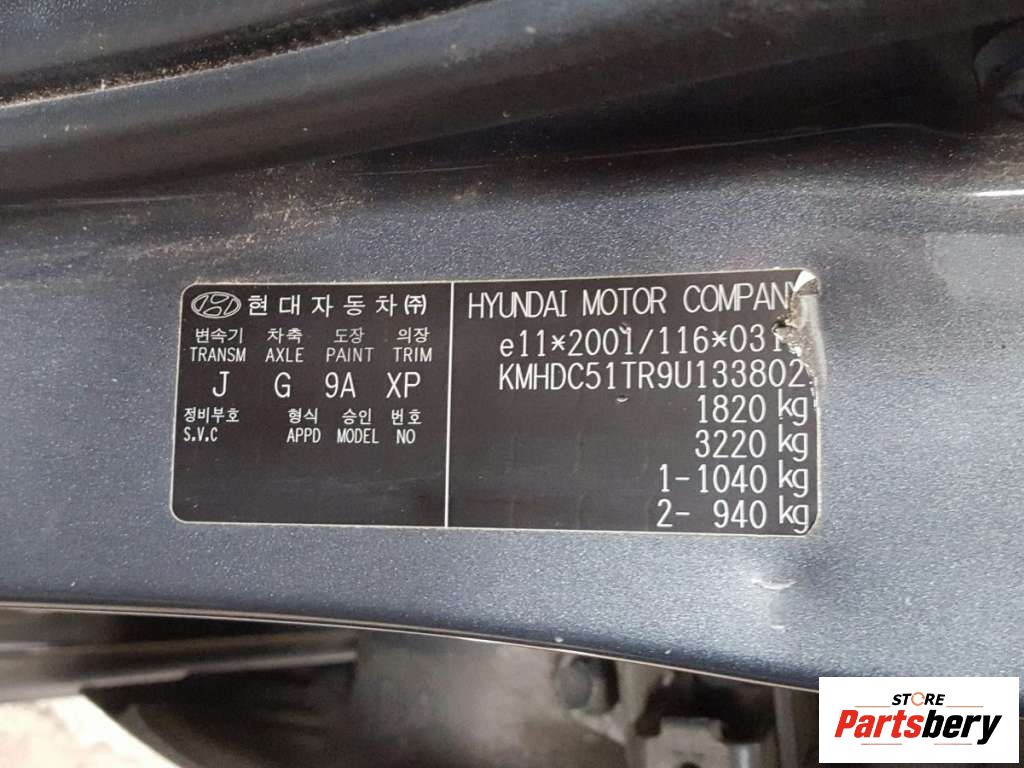 현대자동차㈜
변속기 차축 도장 의장
TRANSM AXLE PAINT TRIM
J G 9A XP
정비부호 형식 승인 번호
S.V.C APPD MODEL NO
HYUNDAI MOTOR COMPANY
e11*2001/116*031
KMHDC51TR9U133802
1820 kg
3220 kg
1-1040 kg
2- 940 kg
STORE
Partsbery